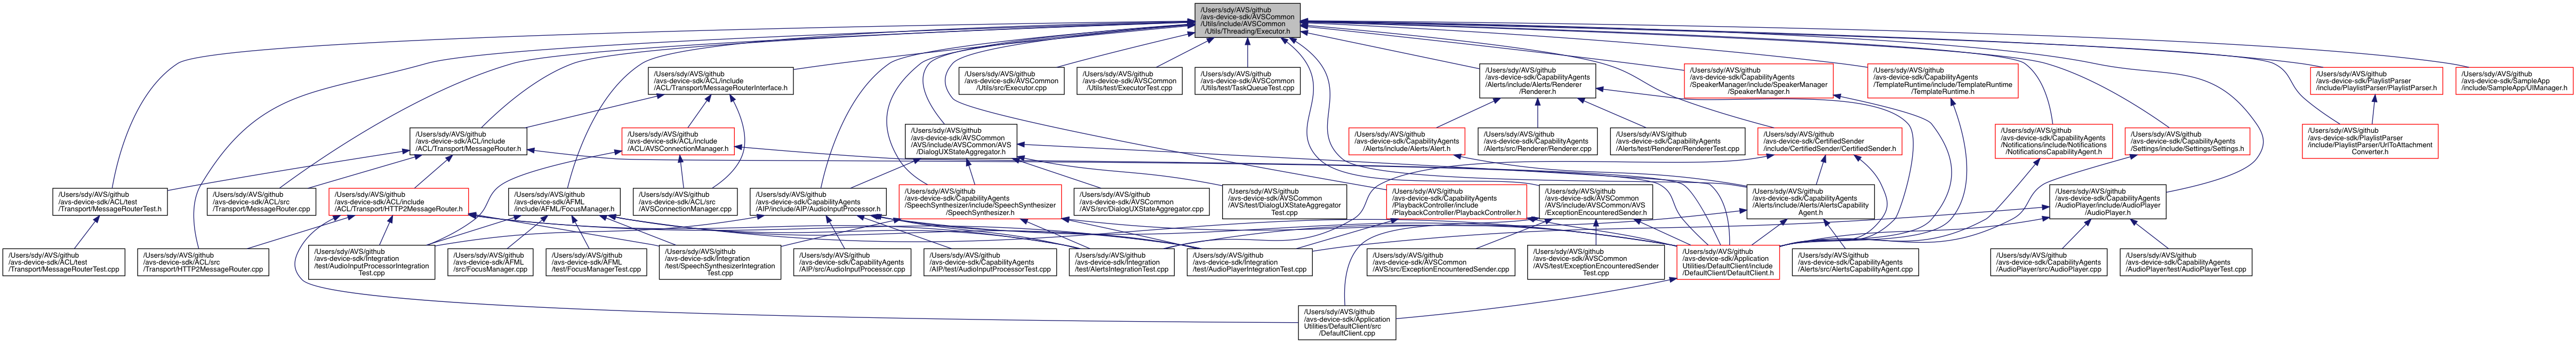 /Users/sdy/AVS/github
/avs-device-sdk/AVSCommon
/Utils/include/AVSCommon
/Utils/Threading/Executor.h
/Users/sdy/AVS/github
/avs-device-sdk/ACL/include
/ACL/Transport/MessageRouterInterface.h
/Users/sdy/AVS/github
/avs-device-sdk/AVSCommon
/Utils/src/Executor.cpp
/Users/sdy/AVS/github
/avs-device-sdk/AVSCommon
/Utils/test/ExecutorTest.cpp
/Users/sdy/AVS/github
/avs-device-sdk/AVSCommon
/Utils/test/TaskQueueTest.cpp
/Users/sdy/AVS/github
/avs-device-sdk/CapabilityAgents
/Alerts/include/Alerts/Renderer
/Renderer.h
/Users/sdy/AVS/github
/avs-device-sdk/CapabilityAgents
/SpeakerManager/include/SpeakerManager
/SpeakerManager.h
/Users/sdy/AVS/github
/avs-device-sdk/CapabilityAgents
/TemplateRuntime/include/TemplateRuntime
/TemplateRuntime.h
/Users/sdy/AVS/github
/avs-device-sdk/PlaylistParser
/include/PlaylistParser/PlaylistParser.h
/Users/sdy/AVS/github
/avs-device-sdk/SampleApp
/include/SampleApp/UIManager.h
/Users/sdy/AVS/github
/avs-device-sdk/ACL/include
/ACL/Transport/MessageRouter.h
/Users/sdy/AVS/github
/avs-device-sdk/ACL/include
/ACL/AVSConnectionManager.h
/Users/sdy/AVS/github
/avs-device-sdk/AVSCommon
/AVS/include/AVSCommon/AVS
/DialogUXStateAggregator.h
/Users/sdy/AVS/github
/avs-device-sdk/CapabilityAgents
/Alerts/include/Alerts/Alert.h
/Users/sdy/AVS/github
/avs-device-sdk/CapabilityAgents
/Alerts/src/Renderer/Renderer.cpp
/Users/sdy/AVS/github
/avs-device-sdk/CapabilityAgents
/Alerts/test/Renderer/RendererTest.cpp
/Users/sdy/AVS/github
/avs-device-sdk/CertifiedSender
/include/CertifiedSender/CertifiedSender.h
/Users/sdy/AVS/github
/avs-device-sdk/CapabilityAgents
/Notifications/include/Notifications
/NotificationsCapabilityAgent.h
/Users/sdy/AVS/github
/avs-device-sdk/CapabilityAgents
/Settings/include/Settings/Settings.h
/Users/sdy/AVS/github
/avs-device-sdk/PlaylistParser
/include/PlaylistParser/UrlToAttachment
Converter.h
/Users/sdy/AVS/github
/avs-device-sdk/ACL/test
/Transport/MessageRouterTest.h
/Users/sdy/AVS/github
/avs-device-sdk/ACL/src
/Transport/MessageRouter.cpp
/Users/sdy/AVS/github
/avs-device-sdk/ACL/include
/ACL/Transport/HTTP2MessageRouter.h
/Users/sdy/AVS/github
/avs-device-sdk/AFML
/include/AFML/FocusManager.h
/Users/sdy/AVS/github
/avs-device-sdk/ACL/src
/AVSConnectionManager.cpp
/Users/sdy/AVS/github
/avs-device-sdk/CapabilityAgents
/AIP/include/AIP/AudioInputProcessor.h
/Users/sdy/AVS/github
/avs-device-sdk/CapabilityAgents
/SpeechSynthesizer/include/SpeechSynthesizer
/SpeechSynthesizer.h
/Users/sdy/AVS/github
/avs-device-sdk/AVSCommon
/AVS/src/DialogUXStateAggregator.cpp
/Users/sdy/AVS/github
/avs-device-sdk/AVSCommon
/AVS/test/DialogUXStateAggregator
Test.cpp
/Users/sdy/AVS/github
/avs-device-sdk/CapabilityAgents
/PlaybackController/include
/PlaybackController/PlaybackController.h
/Users/sdy/AVS/github
/avs-device-sdk/AVSCommon
/AVS/include/AVSCommon/AVS
/ExceptionEncounteredSender.h
/Users/sdy/AVS/github
/avs-device-sdk/CapabilityAgents
/Alerts/include/Alerts/AlertsCapability
Agent.h
/Users/sdy/AVS/github
/avs-device-sdk/CapabilityAgents
/AudioPlayer/include/AudioPlayer
/AudioPlayer.h
/Users/sdy/AVS/github
/avs-device-sdk/ACL/test
/Transport/MessageRouterTest.cpp
/Users/sdy/AVS/github
/avs-device-sdk/ACL/src
/Transport/HTTP2MessageRouter.cpp
/Users/sdy/AVS/github
/avs-device-sdk/Integration
/test/AudioInputProcessorIntegration
Test.cpp
/Users/sdy/AVS/github
/avs-device-sdk/AFML
/src/FocusManager.cpp
/Users/sdy/AVS/github
/avs-device-sdk/AFML
/test/FocusManagerTest.cpp
/Users/sdy/AVS/github
/avs-device-sdk/Integration
/test/SpeechSynthesizerIntegration
Test.cpp
/Users/sdy/AVS/github
/avs-device-sdk/CapabilityAgents
/AIP/src/AudioInputProcessor.cpp
/Users/sdy/AVS/github
/avs-device-sdk/CapabilityAgents
/AIP/test/AudioInputProcessorTest.cpp
/Users/sdy/AVS/github
/avs-device-sdk/Integration
/test/AlertsIntegrationTest.cpp
/Users/sdy/AVS/github
/avs-device-sdk/Integration
/test/AudioPlayerIntegrationTest.cpp
/Users/sdy/AVS/github
/avs-device-sdk/AVSCommon
/AVS/src/ExceptionEncounteredSender.cpp
/Users/sdy/AVS/github
/avs-device-sdk/AVSCommon
/AVS/test/ExceptionEncounteredSender
Test.cpp
/Users/sdy/AVS/github
/avs-device-sdk/Application
Utilities/DefaultClient/include
/DefaultClient/DefaultClient.h
/Users/sdy/AVS/github
/avs-device-sdk/CapabilityAgents
/Alerts/src/AlertsCapabilityAgent.cpp
/Users/sdy/AVS/github
/avs-device-sdk/CapabilityAgents
/AudioPlayer/src/AudioPlayer.cpp
/Users/sdy/AVS/github
/avs-device-sdk/CapabilityAgents
/AudioPlayer/test/AudioPlayerTest.cpp
/Users/sdy/AVS/github
/avs-device-sdk/Application
Utilities/DefaultClient/src
/DefaultClient.cpp